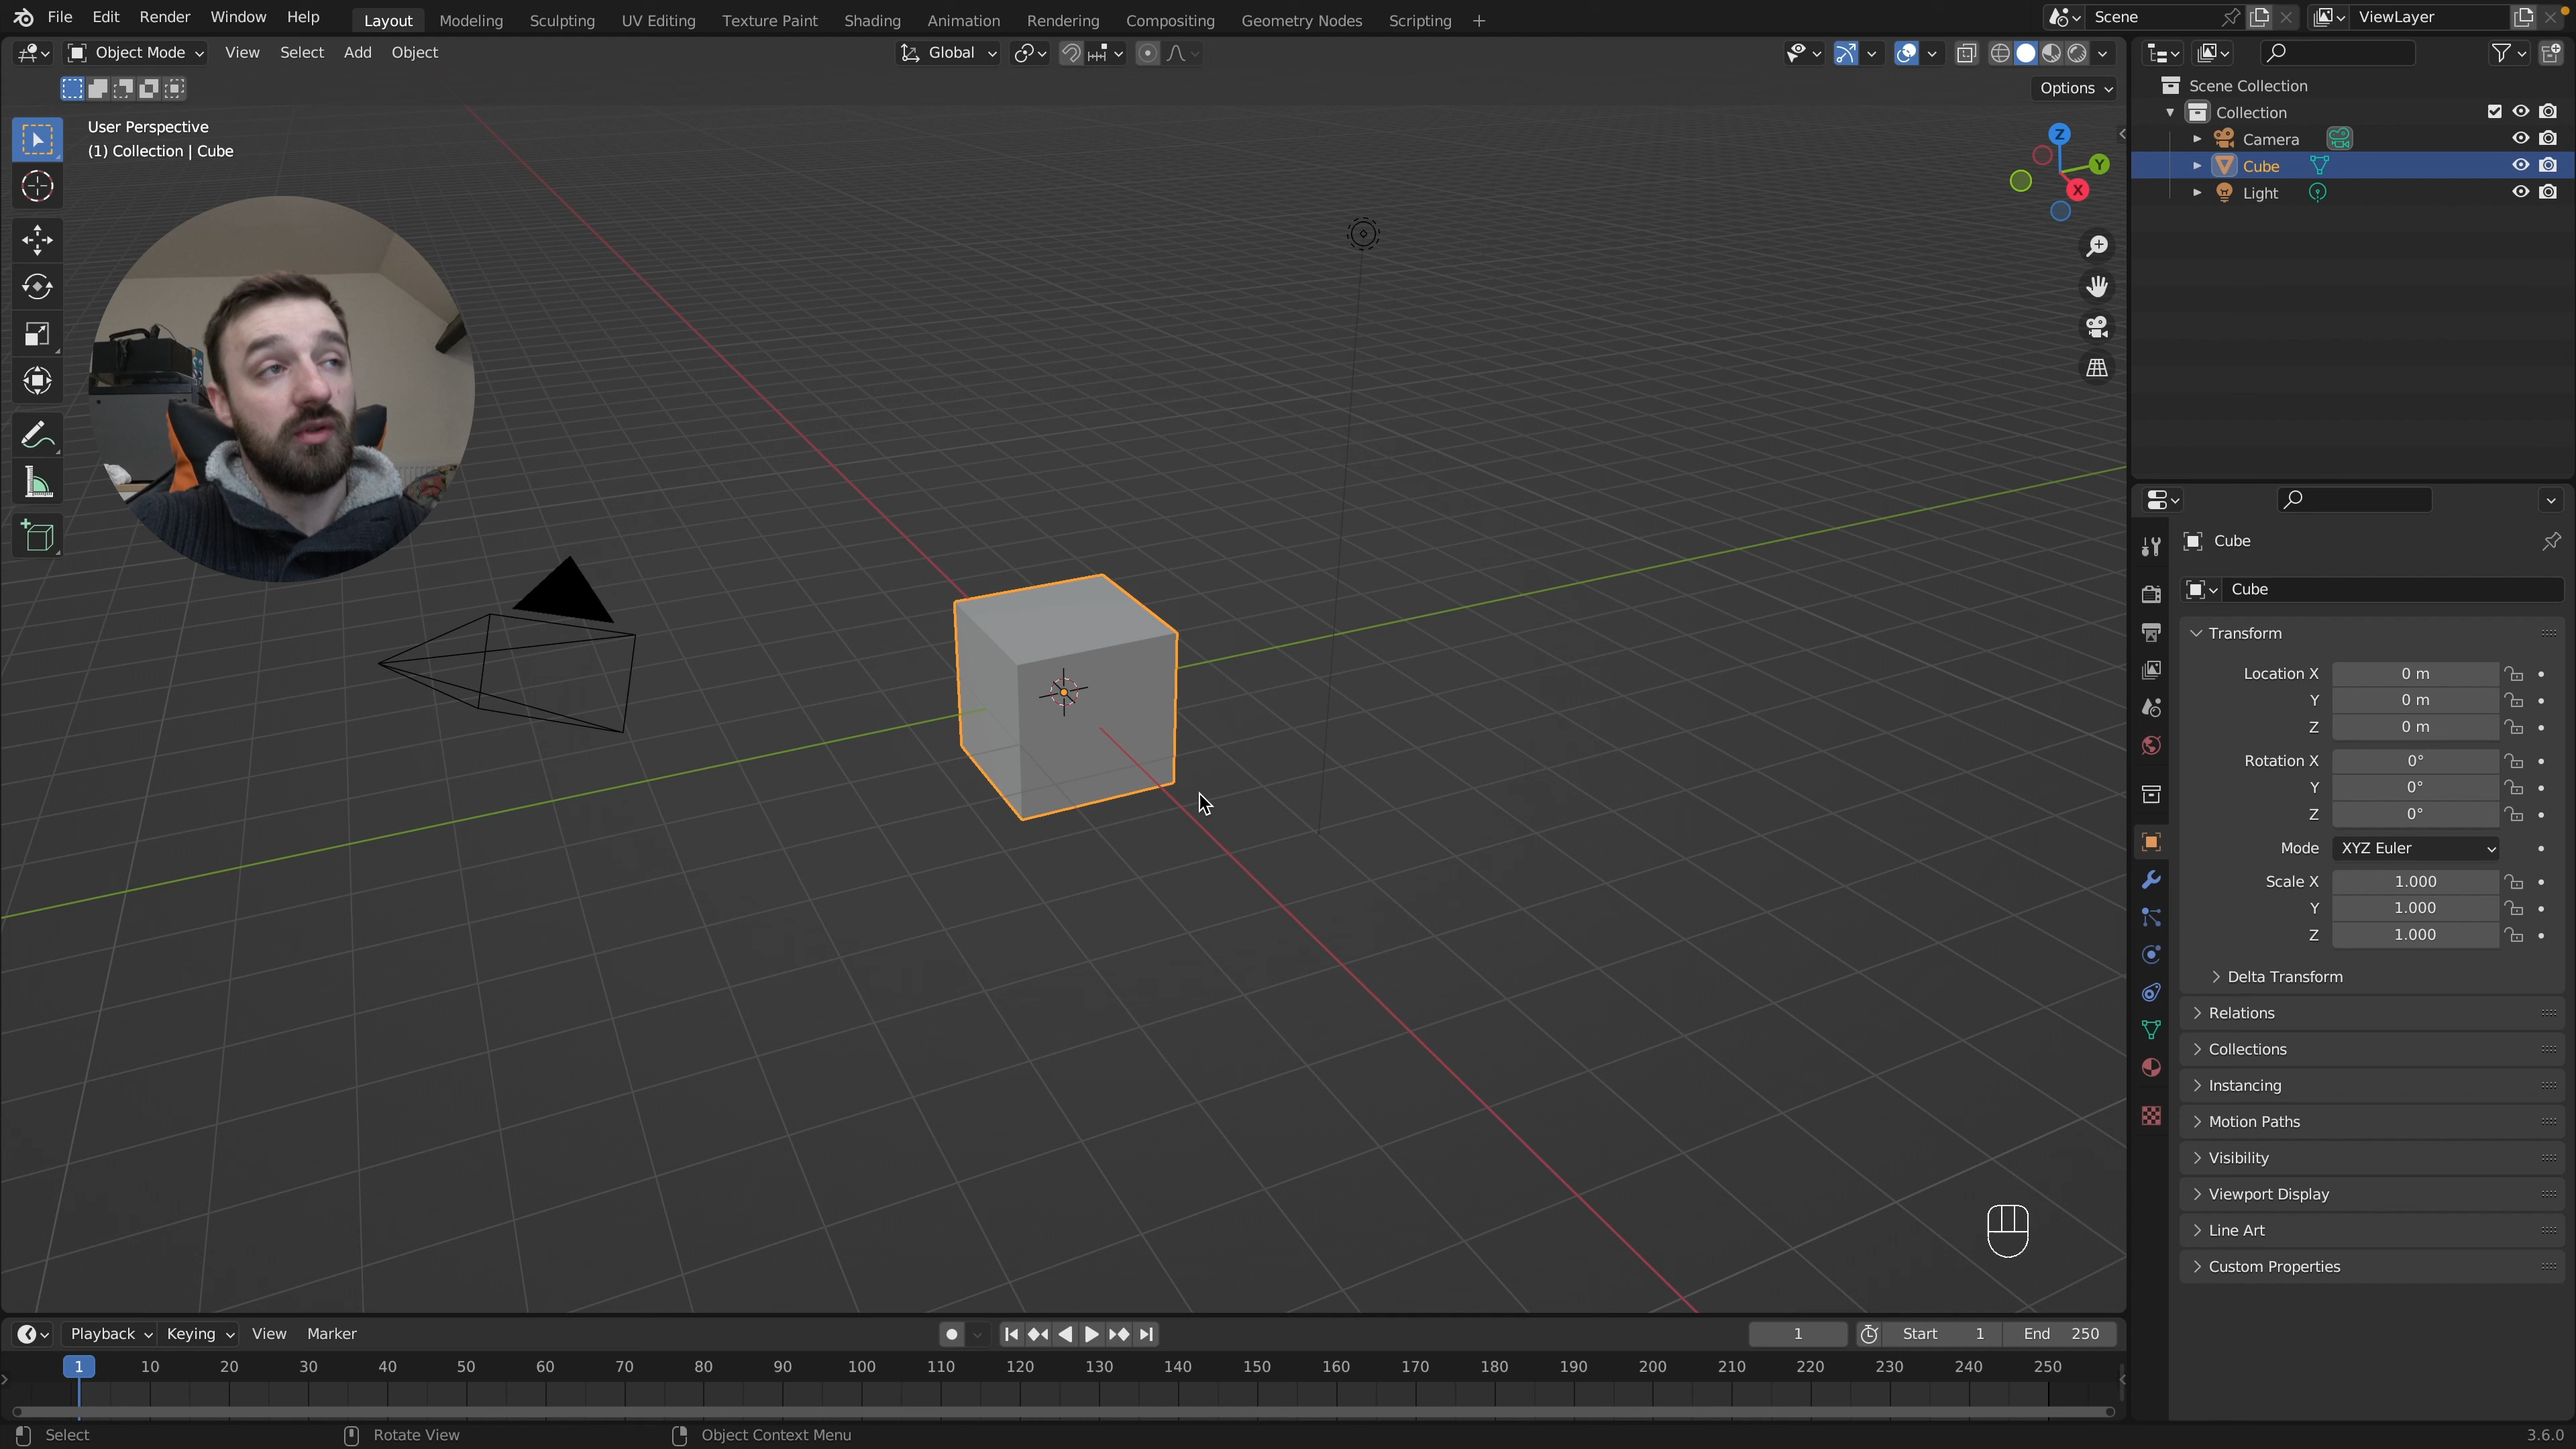 File Edit Render Window Help Layout Modeling Sculpting UV Editing Texture Paint Shading Animation Rendering Compositing Geometry Nodes Scripting + Scene ViewLayer
Object Mode View Select Add Object Global
Options
User Perspective
(1) Collection | Cube
Z
Y
X
Scene Collection
Collection
Camera
Cube
Light
Cube
Cube
Transform
Location X 0 m
Y 0 m
Z 0 m
Rotation X 0°
Y 0°
Z 0°
Mode XYZ Euler
Scale X 1.000
Y 1.000
Z 1.000
Delta Transform
Relations
Collections
Instancing
Motion Paths
Visibility
Viewport Display
Line Art
Custom Properties
Playback Keying View Marker 1 Start 1 End 250
1 10 20 30 40 50 60 70 80 90 100 110 120 130 140 150 160 170 180 190 200 210 220 230 240 250
Select Rotate View Object Context Menu 3.6.0